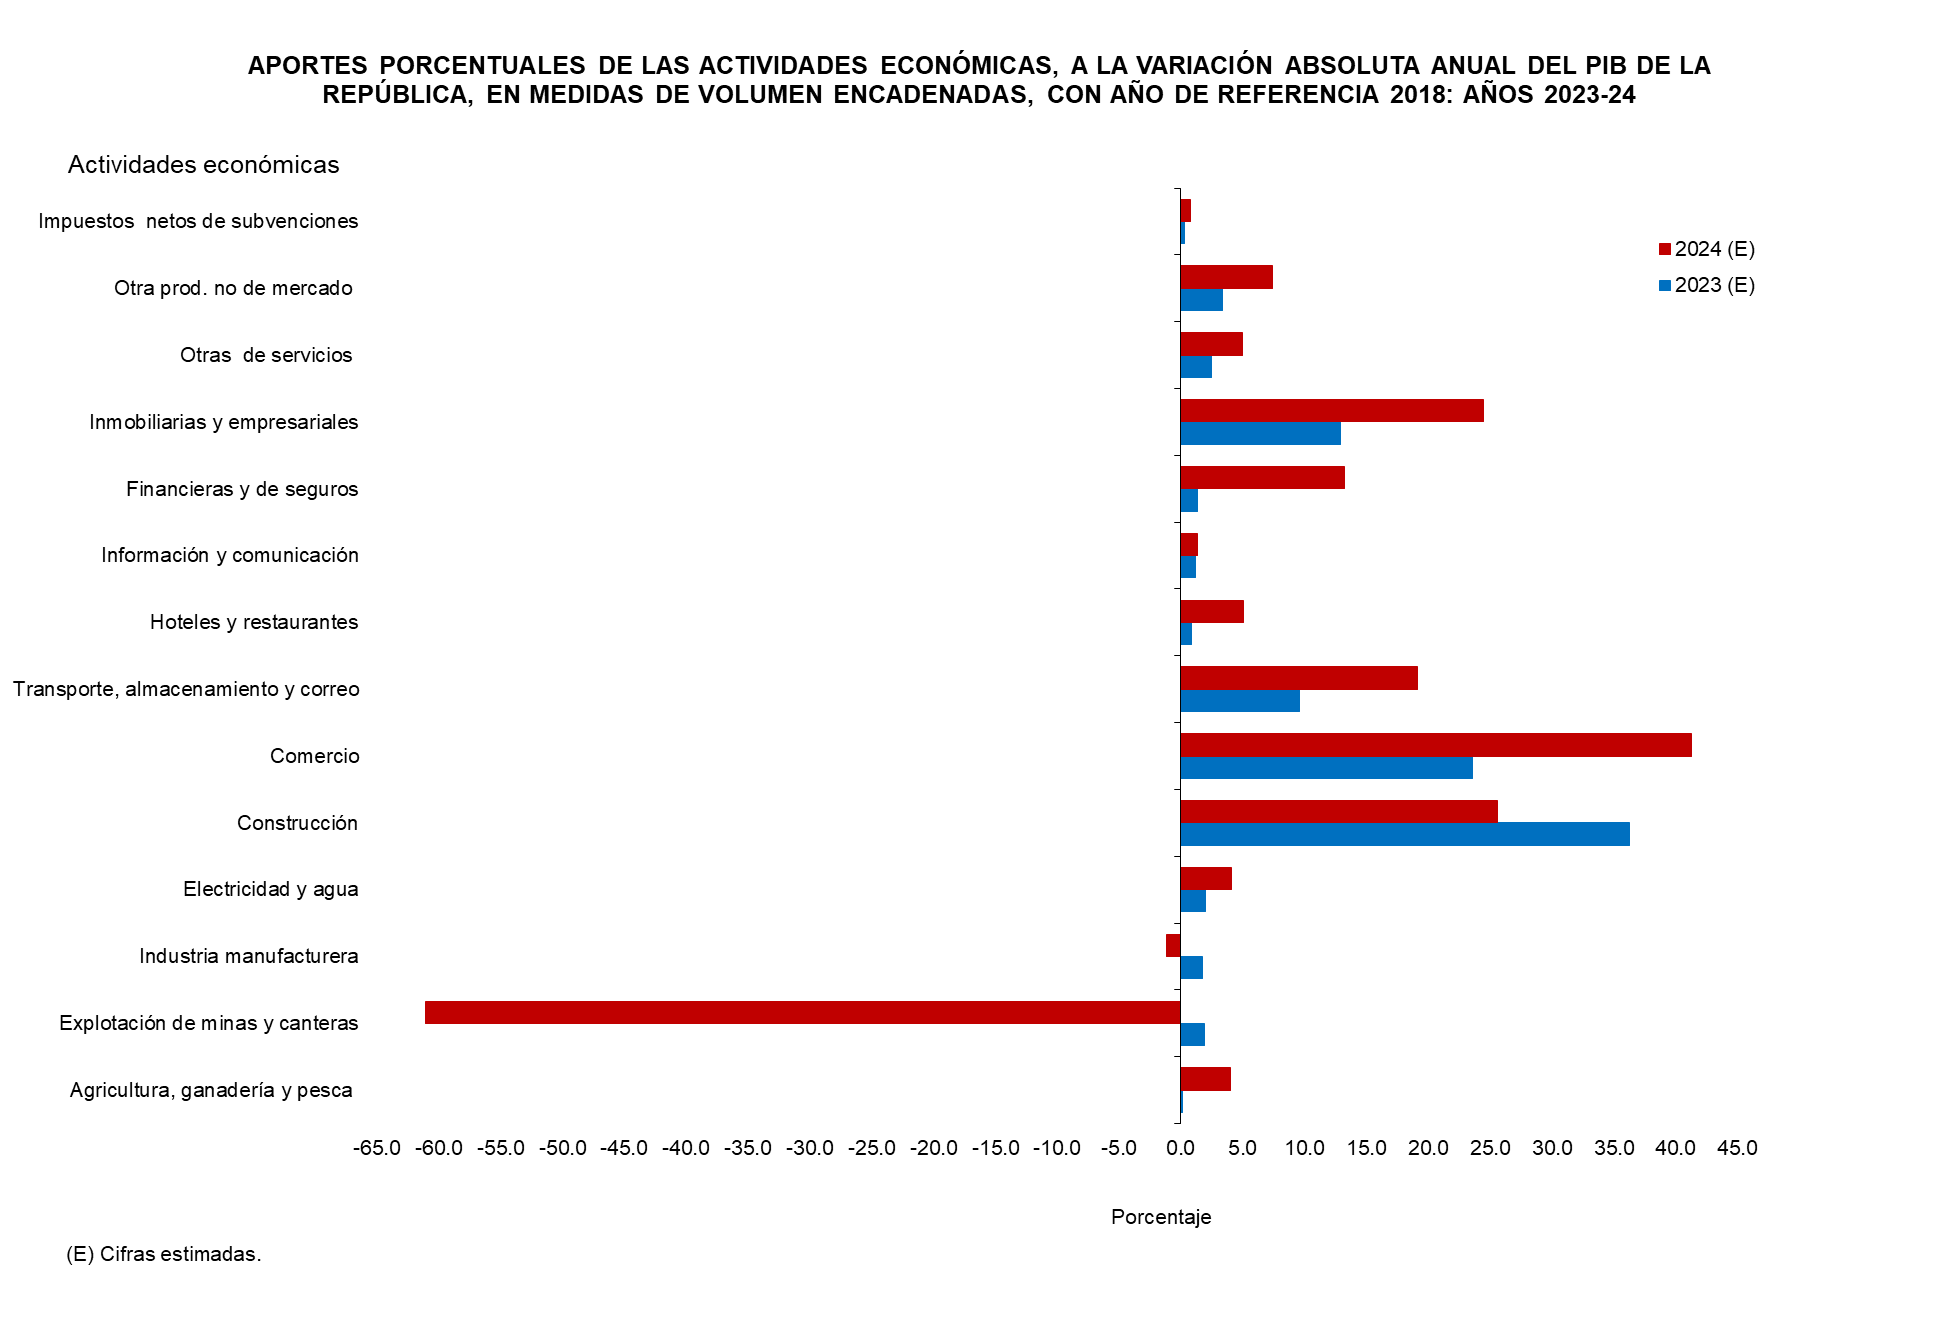 APORTES PORCENTUALES DE LAS ACTIVIDADES ECONÓMICAS, A LA VARIACIÓN ABSOLUTA ANUAL DEL PIB DE LA
REPÚBLICA, EN MEDIDAS DE VOLUMEN ENCADENADAS, CON AÑO DE REFERENCIA 2018: AÑOS 2023-24
Actividades económicas
Impuestos netos de subvenciones
2024 (E)
2023 (E)
Otra prod. no de mercado
Otras de servicios
Inmobiliarias y empresariales
Financieras y de seguros
Información y comunicación
Hoteles y restaurantes
Transporte, almacenamiento y correo
Comercio
Construcción
Electricidad y agua
Industria manufacturera
Explotación de minas y canteras
Agricultura, ganadería y pesca
-65.0 -60.0 -55.0 -50.0 -45.0 -40.0 -35.0 -30.0 -25.0 -20.0 -15.0 -10.0 -5.0 0.0 5.0 10.0 15.0 20.0 25.0 30.0 35.0 40.0 45.0
Porcentaje
(E) Cifras estimadas.